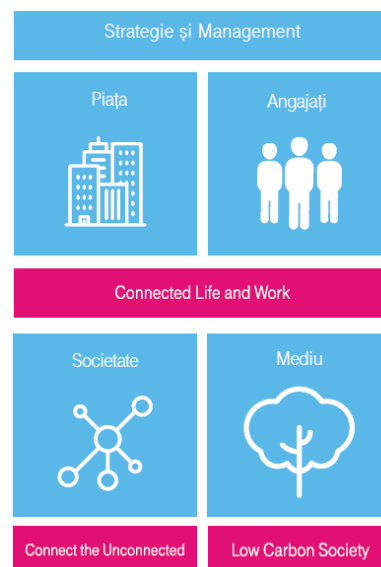 Strategie și Management
Piața
Angajați
Connected Life and Work
Societate
Mediu
Connect the Unconnected
Low Carbon Society